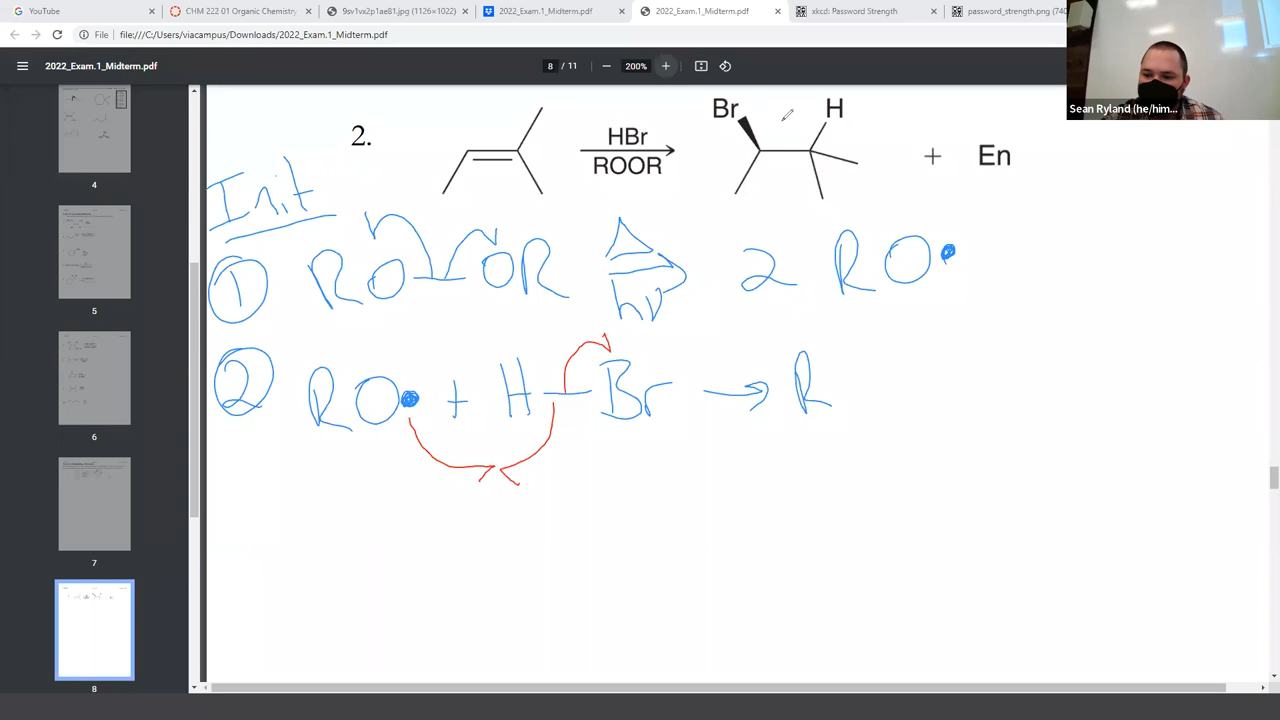 YouTube
CHM 222 01 Organic Chemistry
9sv1vx2p1ae81.jpg (1126×1022)
2022_Exam.1_Midterm.pdf
2022_Exam.1_Midterm.pdf
xkcd: Password Strength
password_strength.png (740
File file:///C:/Users/viacampus/Downloads/2022_Exam.1_Midterm.pdf
2022_Exam.1_Midterm.pdf
8 / 11
200%
Sean Ryland (he/him...
4
5
6
7
8
2.
HBr
ROOR
Br
H
+ En
Init
1 RO-OR Δ hν 2 RO•
2 RO• + H-Br → R